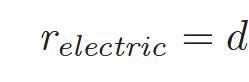 r_{electric} = d